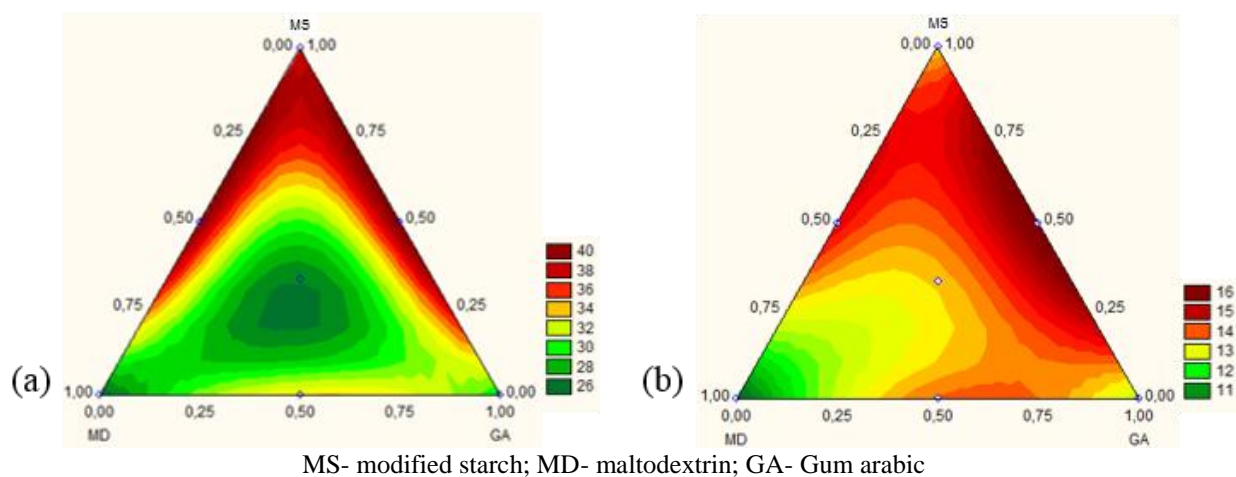 MS
0,00 1,00
0,25 0,75
0,50 0,50
0,75 0,25
1,00 0,00
0,00 0,25 0,50 0,75 1,00
MD GA
40
38
36
34
32
30
28
26
(a)
MS
0,00 1,00
0,25 0,75
0,50 0,50
0,75 0,25
1,00 0,00
0,00 0,25 0,50 0,75 1,00
MD GA
16
15
14
13
12
11
(b)
MS- modified starch; MD- maltodextrin; GA- Gum arabic